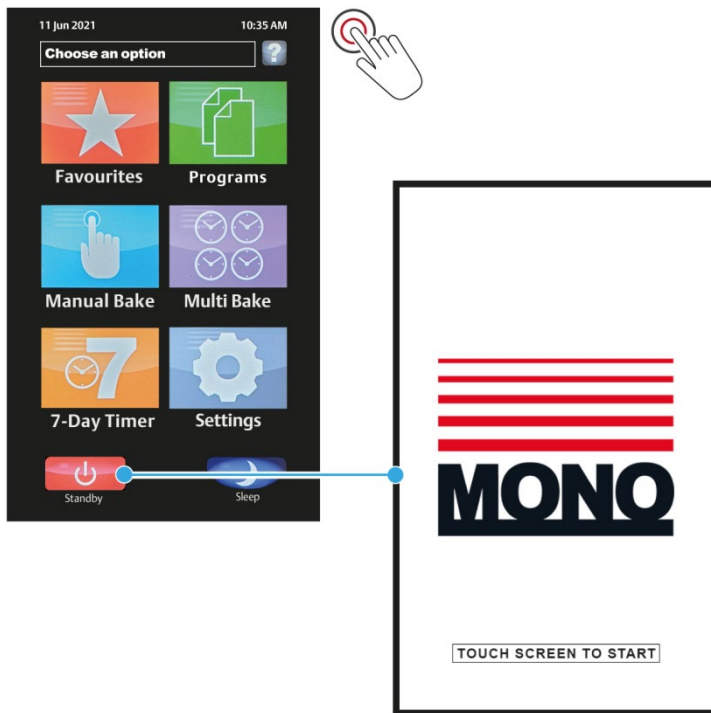 11 Jun 2021 10:35 AM
Choose an option ?
Favourites Programs
Manual Bake Multi Bake
7
7-Day Timer Settings
Standby Sleep
MONO
TOUCH SCREEN TO START